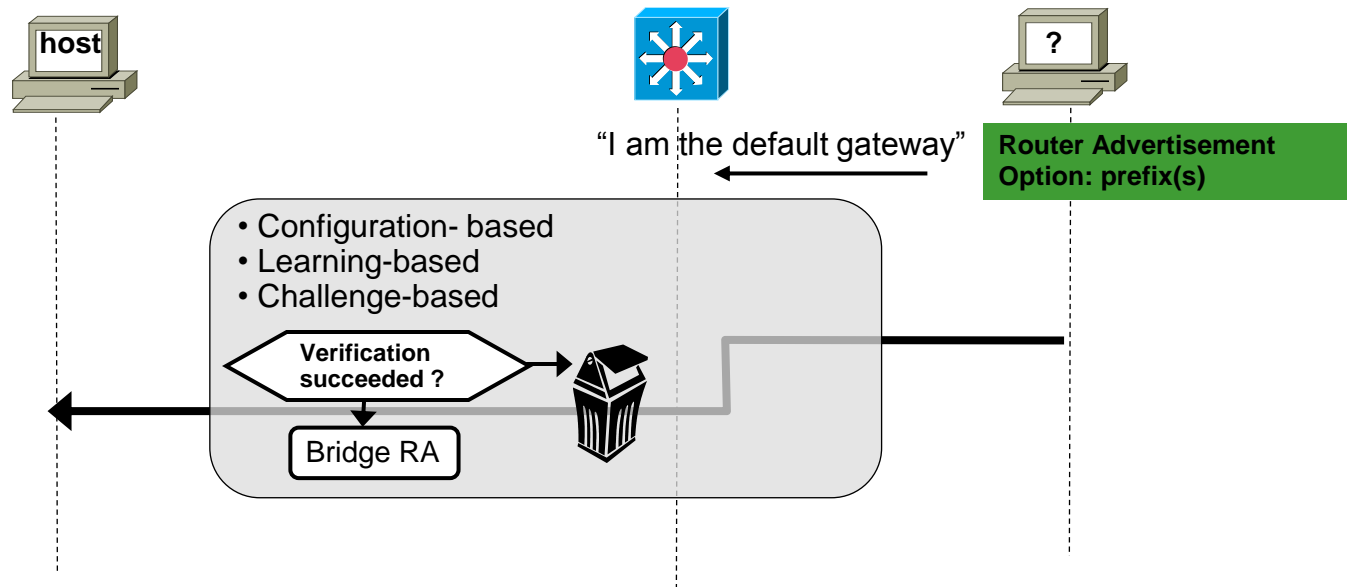 host
?
“I am the default gateway”
Router Advertisement
Option: prefix(s)
• Configuration- based
• Learning-based
• Challenge-based
Verification
succeeded ?
Bridge RA